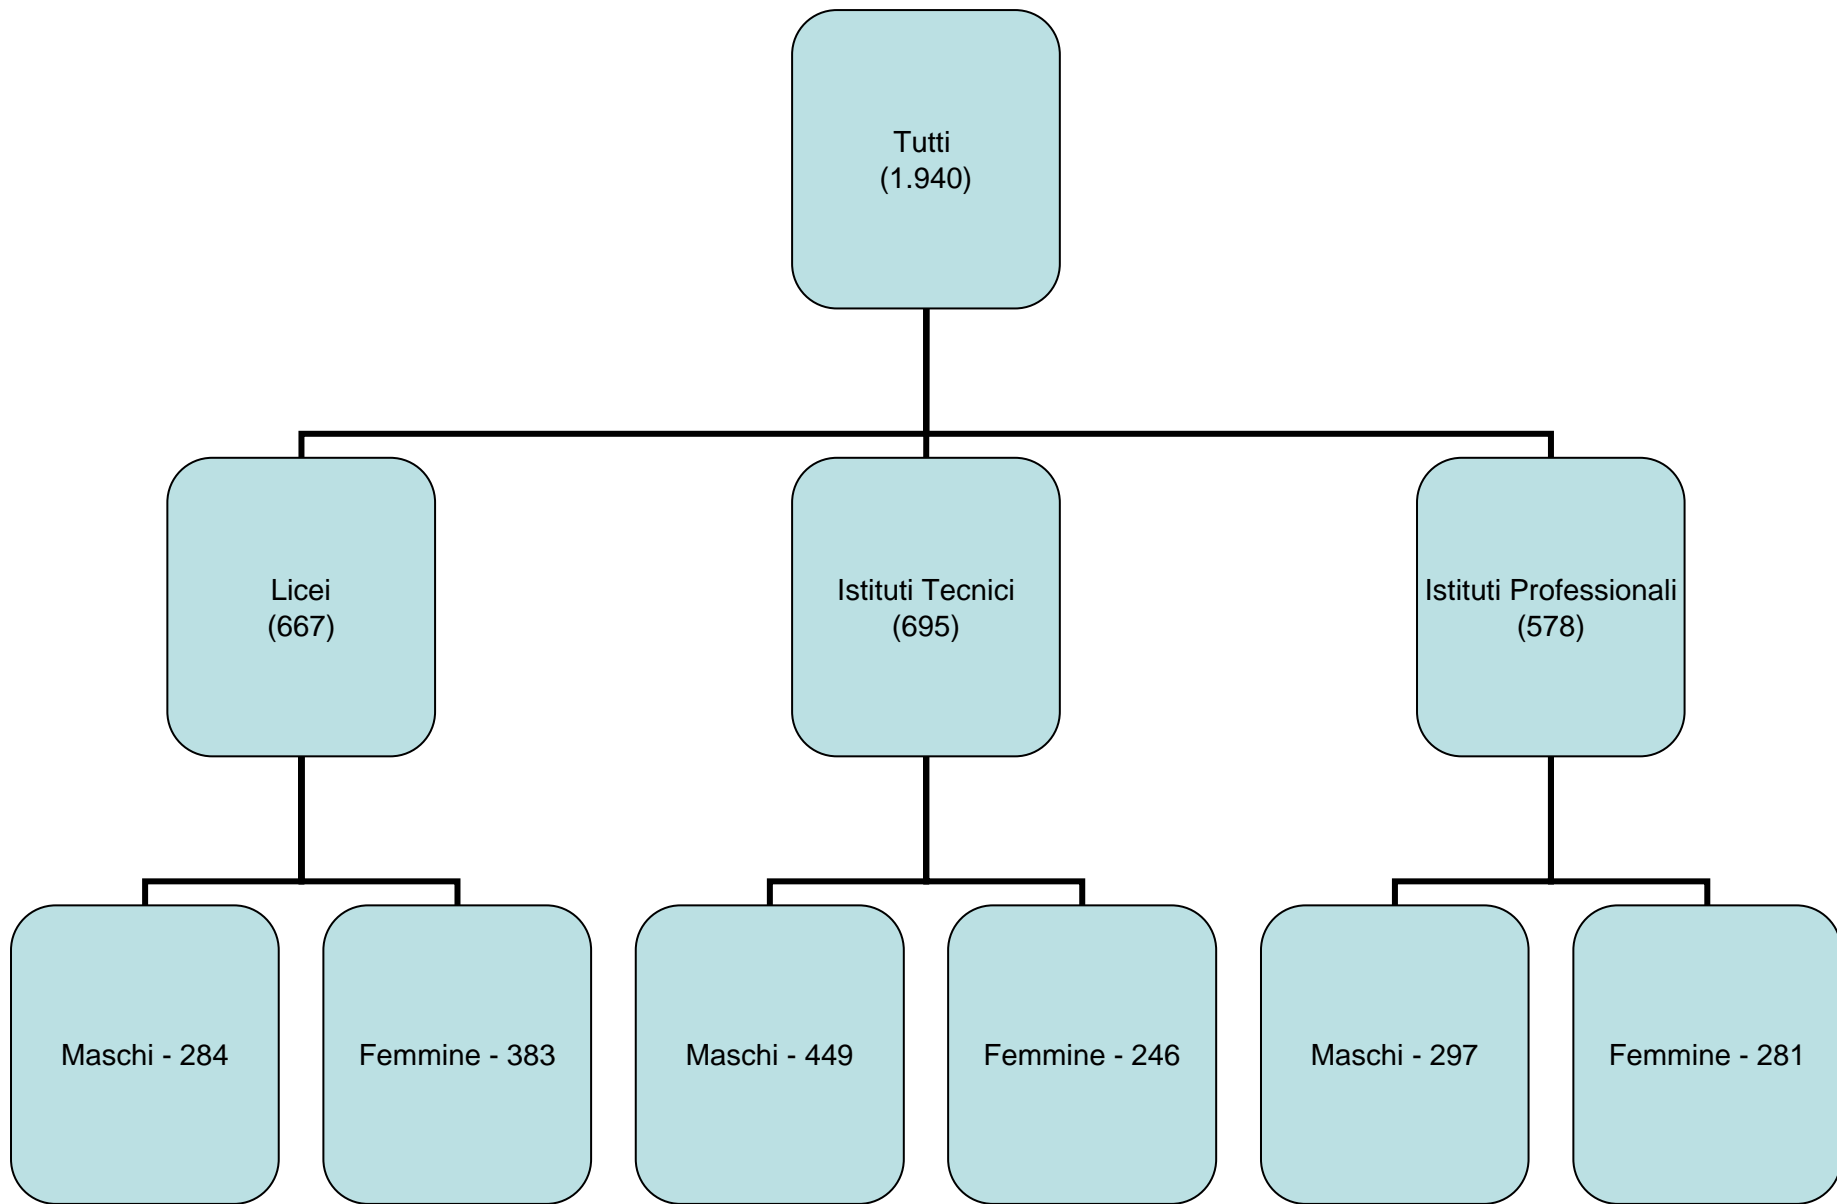 Tutti
(1.940)
Licei
(667)
Istituti Tecnici
(695)
Istituti Professionali
(578)
Maschi - 284
Femmine - 383
Maschi - 449
Femmine - 246
Maschi - 297
Femmine - 281